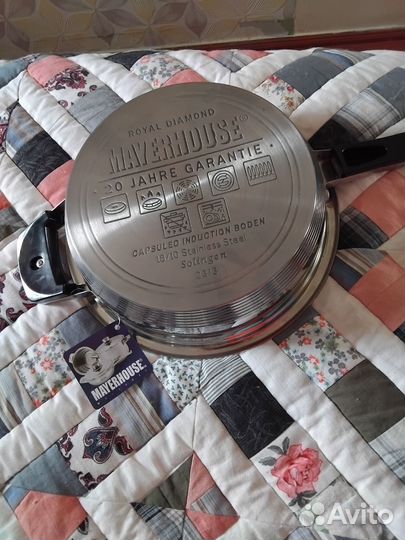 ROYAL DIAMOND
MAYERHOUSE®
20 JAHRE GARANTIE
CAPSULED INDUCTION BODEN
18/10 Stainless Steel
Solingen
MAYERHOUSE
Avito